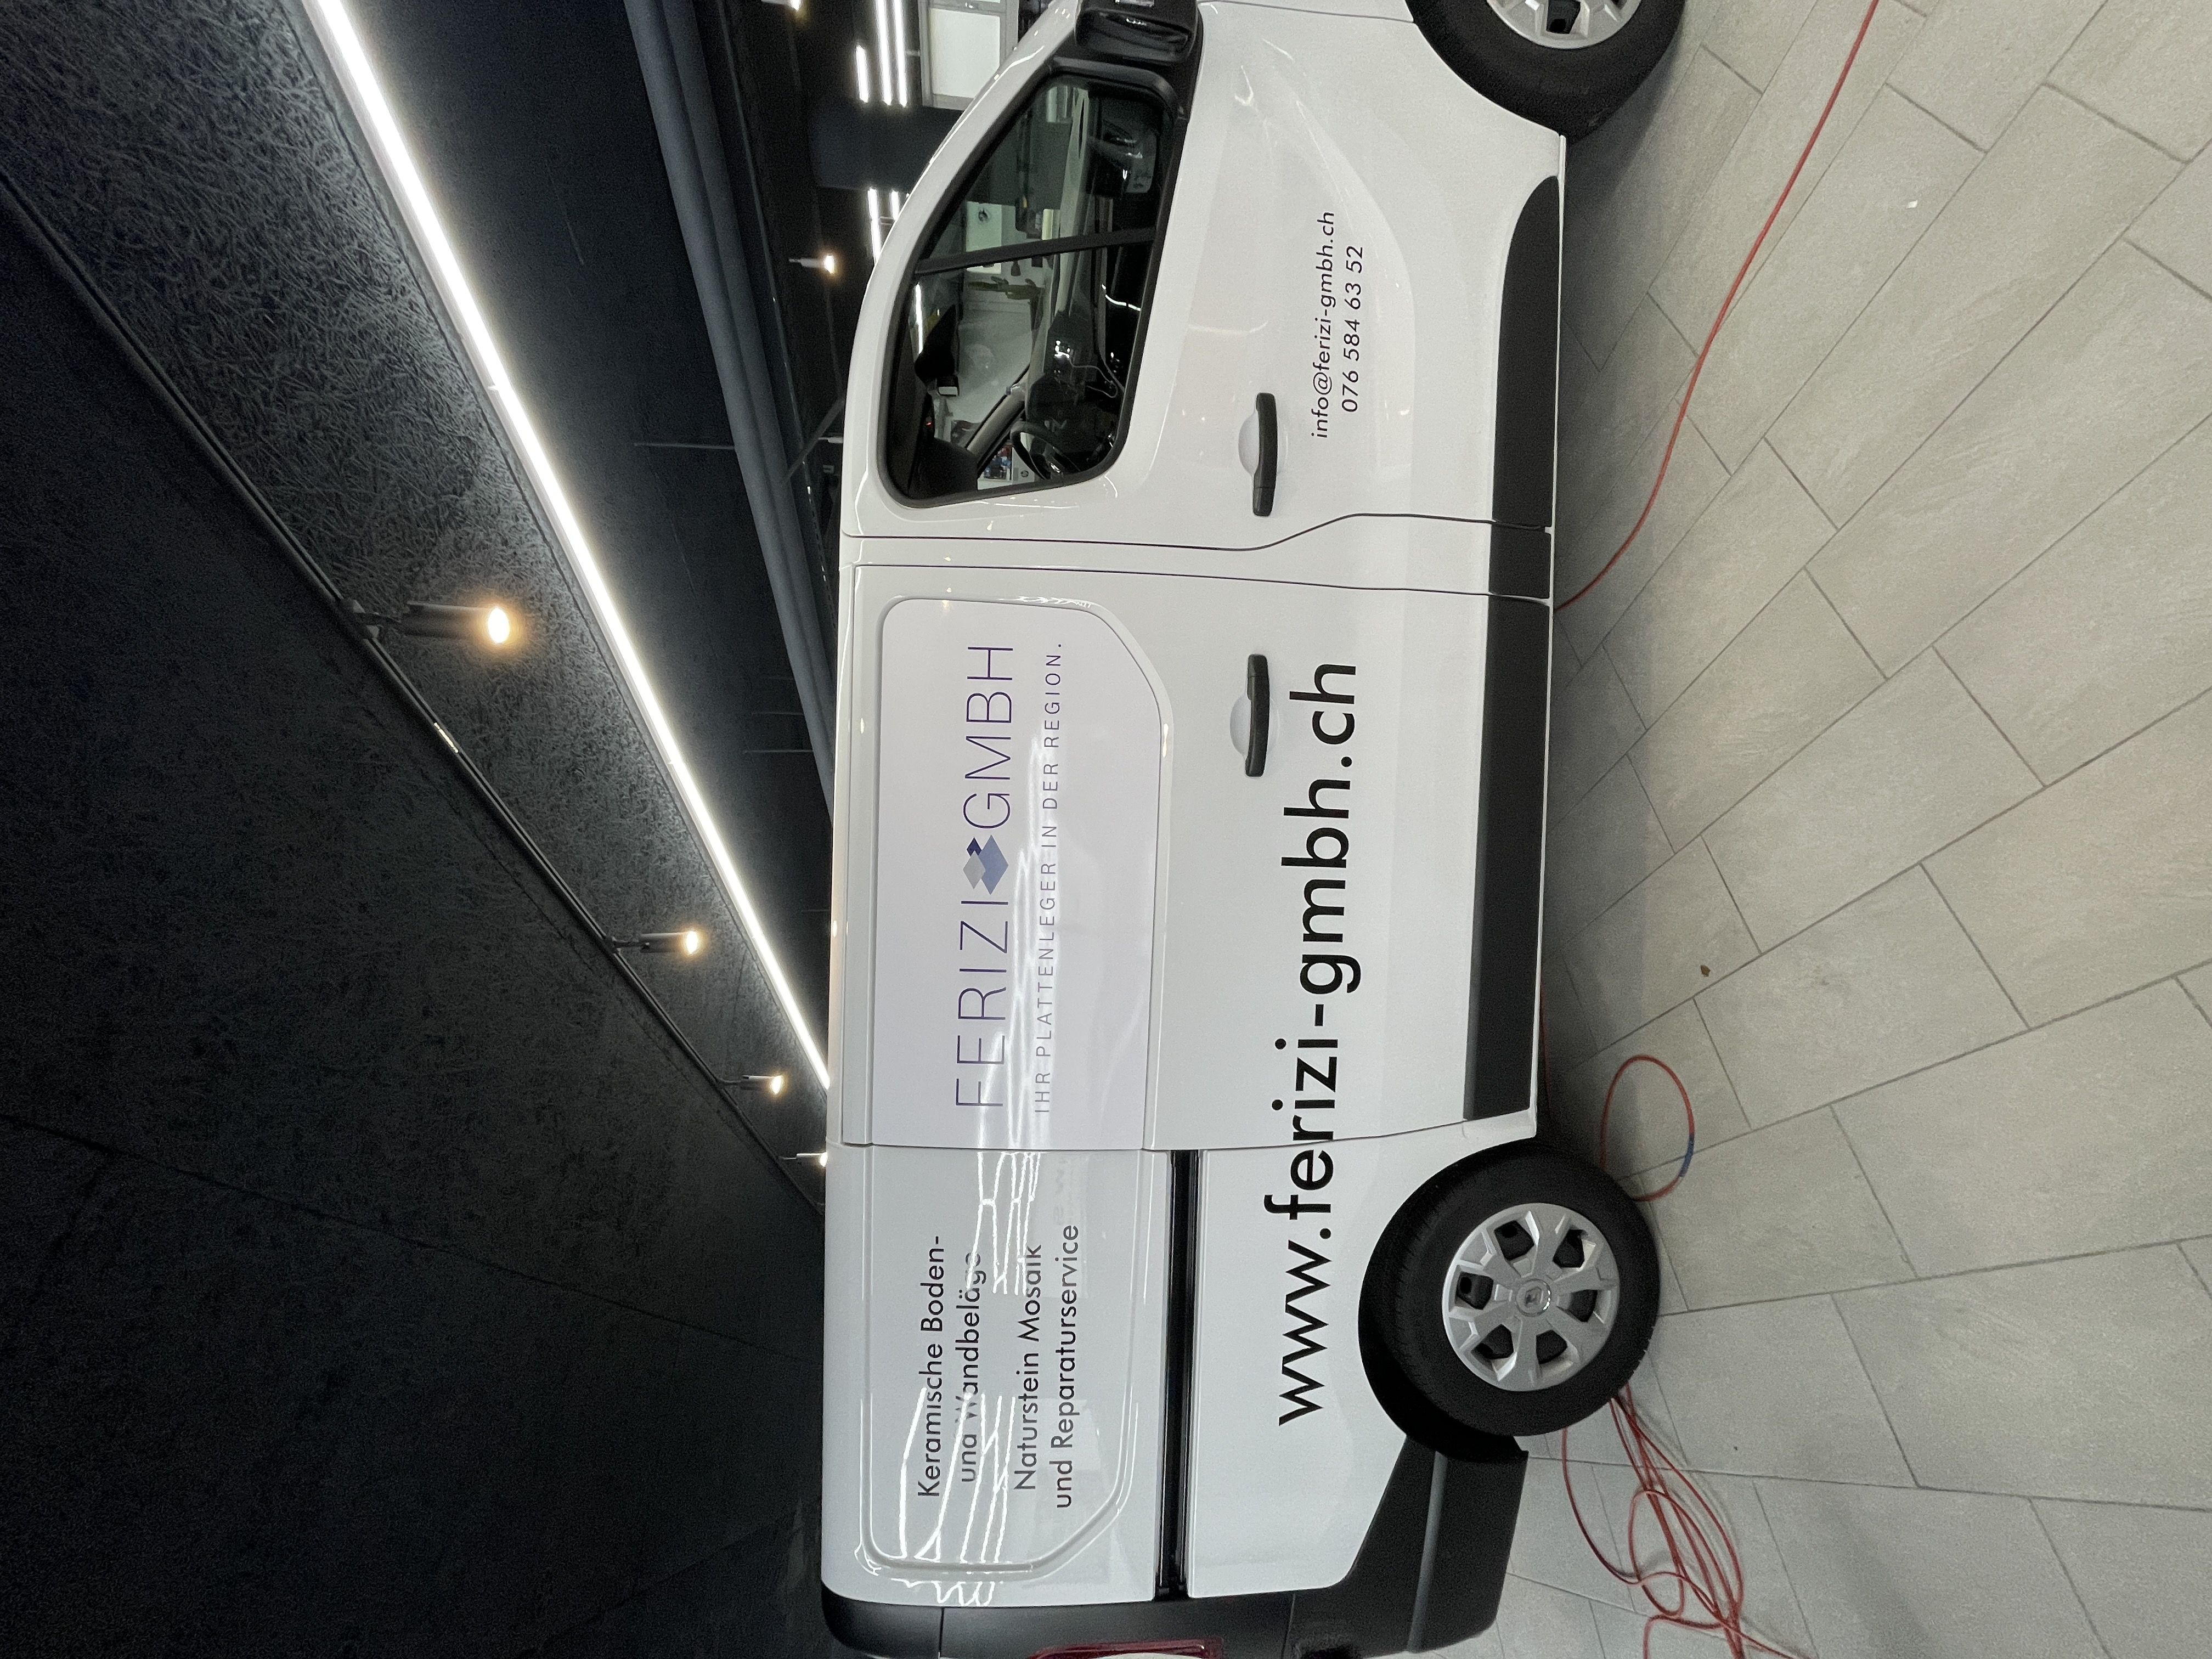 Keramische Boden-
und Wandbeläge
Naturstein Mosaik
und Reparaturservice
FERIZI GMBH
IHR PLATTENLEGER IN DER REGION.
www.ferizi-gmbh.ch
info@ferizi-gmbh.ch
076 584 63 52